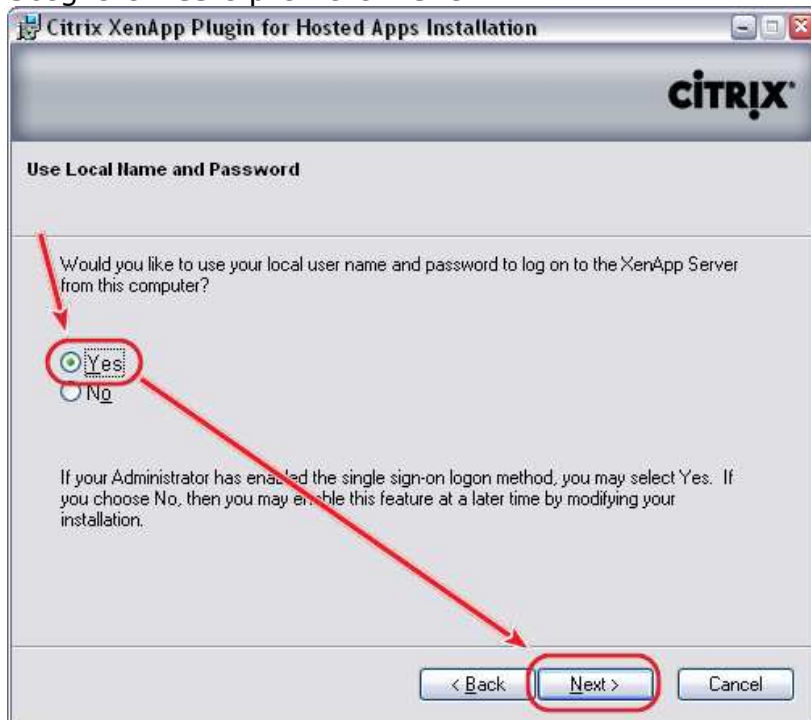 Citrix XenApp Plugin for Hosted Apps Installation
CİTRIX
Use Local Name and Password
Would you like to use your local user name and password to log on to the XenApp Server
from this computer?
Yes
No
If your Administrator has enabled the single sign-on logon method, you may select Yes. If
you choose No, then you may enable this feature at a later time by modifying your
installation.
< Back
Next >
Cancel